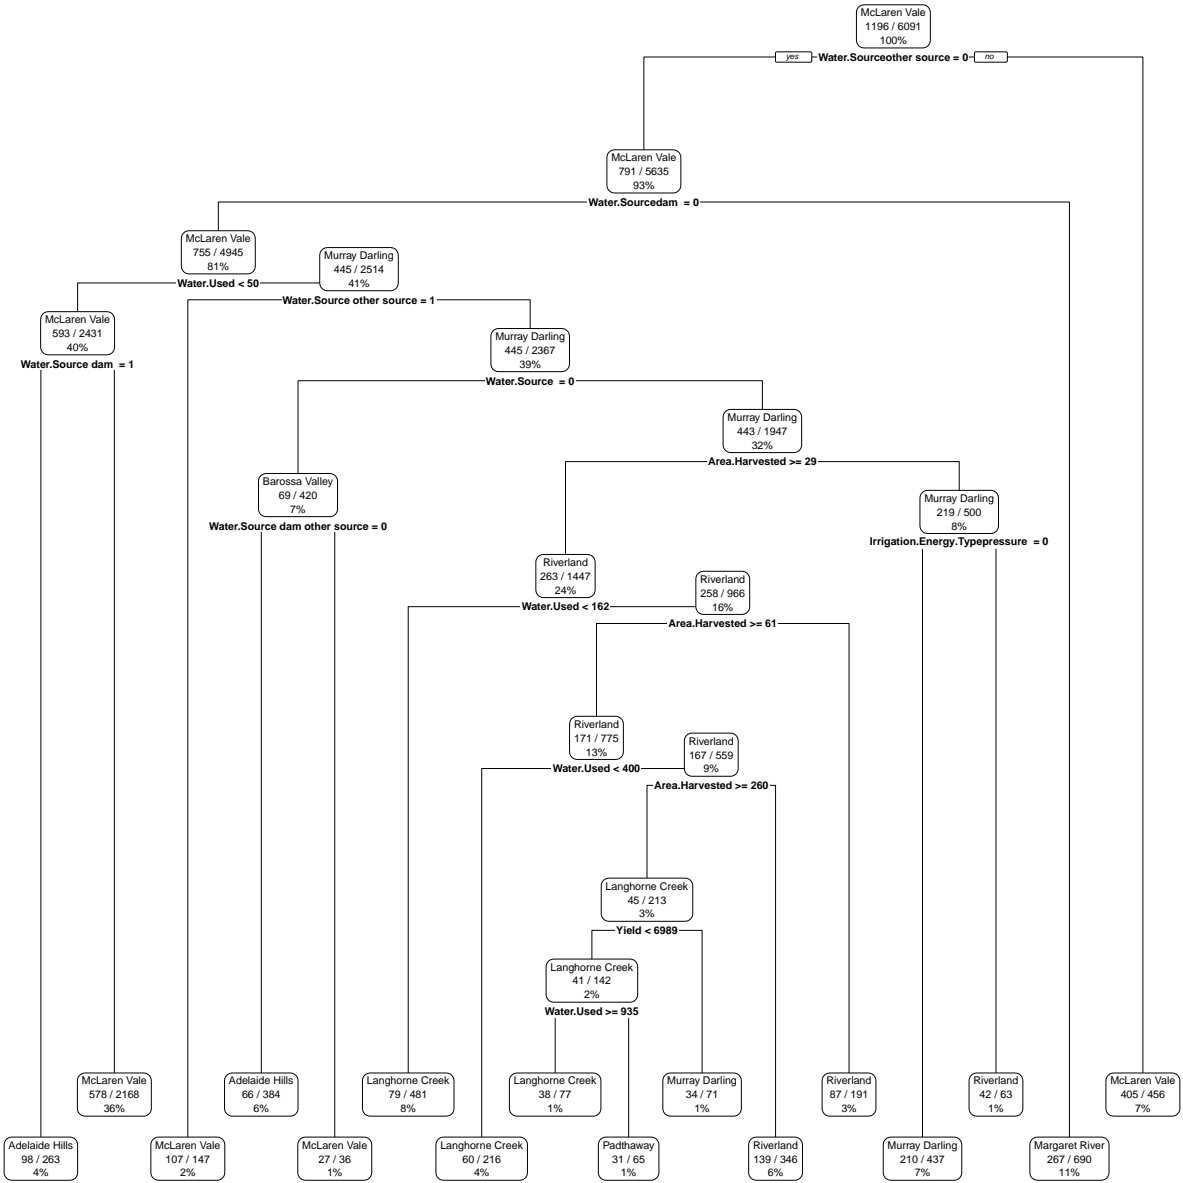 McLaren Vale
1196 / 6091
100%
yes
Water.Sourceother source = 0
no
McLaren Vale
791 / 5635
93%
Water.Sourcedam = 0
McLaren Vale
755 / 4945
81%
Water.Used < 50
Murray Darling
445 / 2514
41%
Water.Source other source = 1
McLaren Vale
593 / 2431
40%
Water.Source dam = 1
Murray Darling
445 / 2367
39%
Water.Source = 0
Murray Darling
443 / 1947
32%
Area.Harvested >= 29
Barossa Valley
69 / 420
7%
Water.Source dam other source = 0
Murray Darling
219 / 500
8%
Irrigation.Energy.Typepressure = 0
Riverland
263 / 1447
24%
Water.Used < 162
Riverland
258 / 966
16%
Area.Harvested >= 61
Riverland
171 / 775
13%
Water.Used < 400
Riverland
167 / 559
9%
Area.Harvested >= 260
Langhorne Creek
45 / 213
3%
Yield < 6989
Langhorne Creek
41 / 142
2%
Water.Used >= 935
McLaren Vale
578 / 2168
36%
Adelaide Hills
66 / 384
6%
Langhorne Creek
79 / 481
8%
Langhorne Creek
38 / 77
1%
Murray Darling
34 / 71
1%
Riverland
87 / 191
3%
Riverland
42 / 63
1%
McLaren Vale
405 / 456
7%
Adelaide Hills
98 / 263
4%
McLaren Vale
107 / 147
2%
McLaren Vale
27 / 36
1%
Langhorne Creek
60 / 216
4%
Padthaway
31 / 65
1%
Riverland
139 / 346
6%
Murray Darling
210 / 437
7%
Margaret River
267 / 690
11%